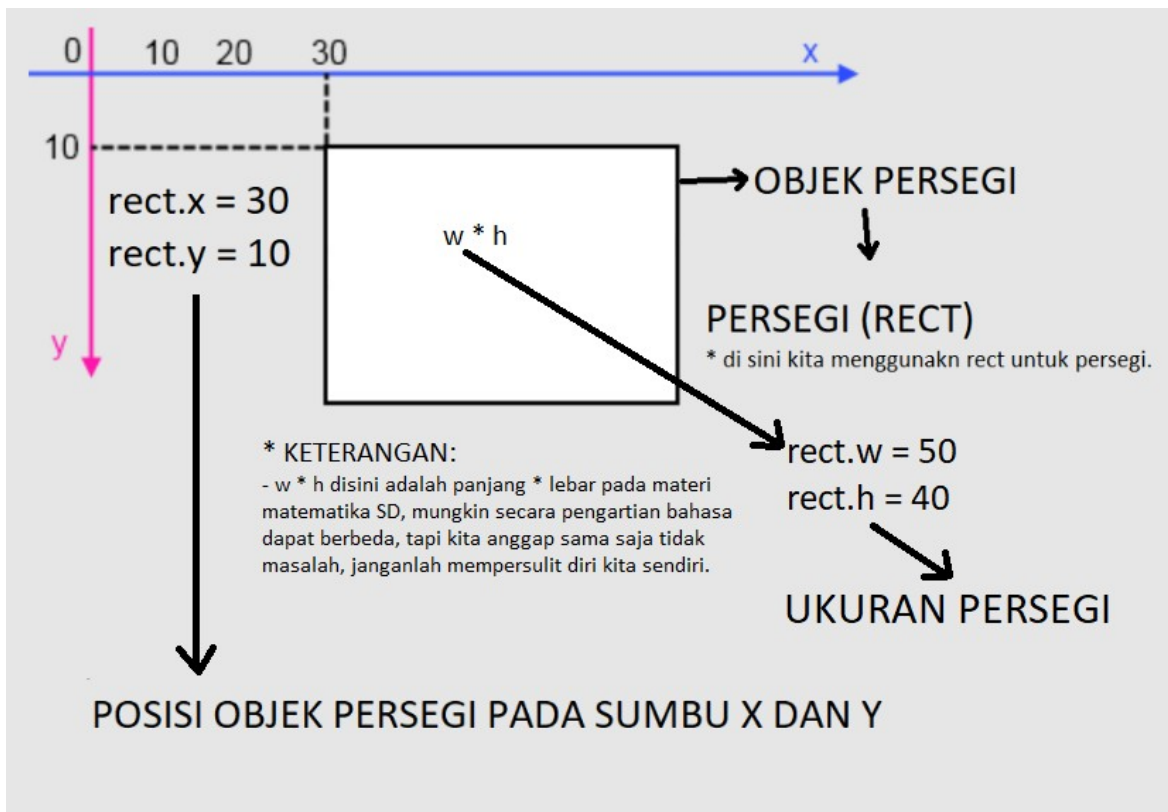 0 10 20 30 x
10
y
rect.x = 30
rect.y = 10
w * h
OBJEK PERSEGI
PERSEGI (RECT)
* di sini kita menggunakn rect untuk persegi.
* KETERANGAN:
- w * h disini adalah panjang * lebar pada materi
matematika SD, mungkin secara pengartian bahasa
dapat berbeda, tapi kita anggap sama saja tidak
masalah, janganlah mempersulit diri kita sendiri.
rect.w = 50
rect.h = 40
UKURAN PERSEGI
POSISI OBJEK PERSEGI PADA SUMBU X DAN Y